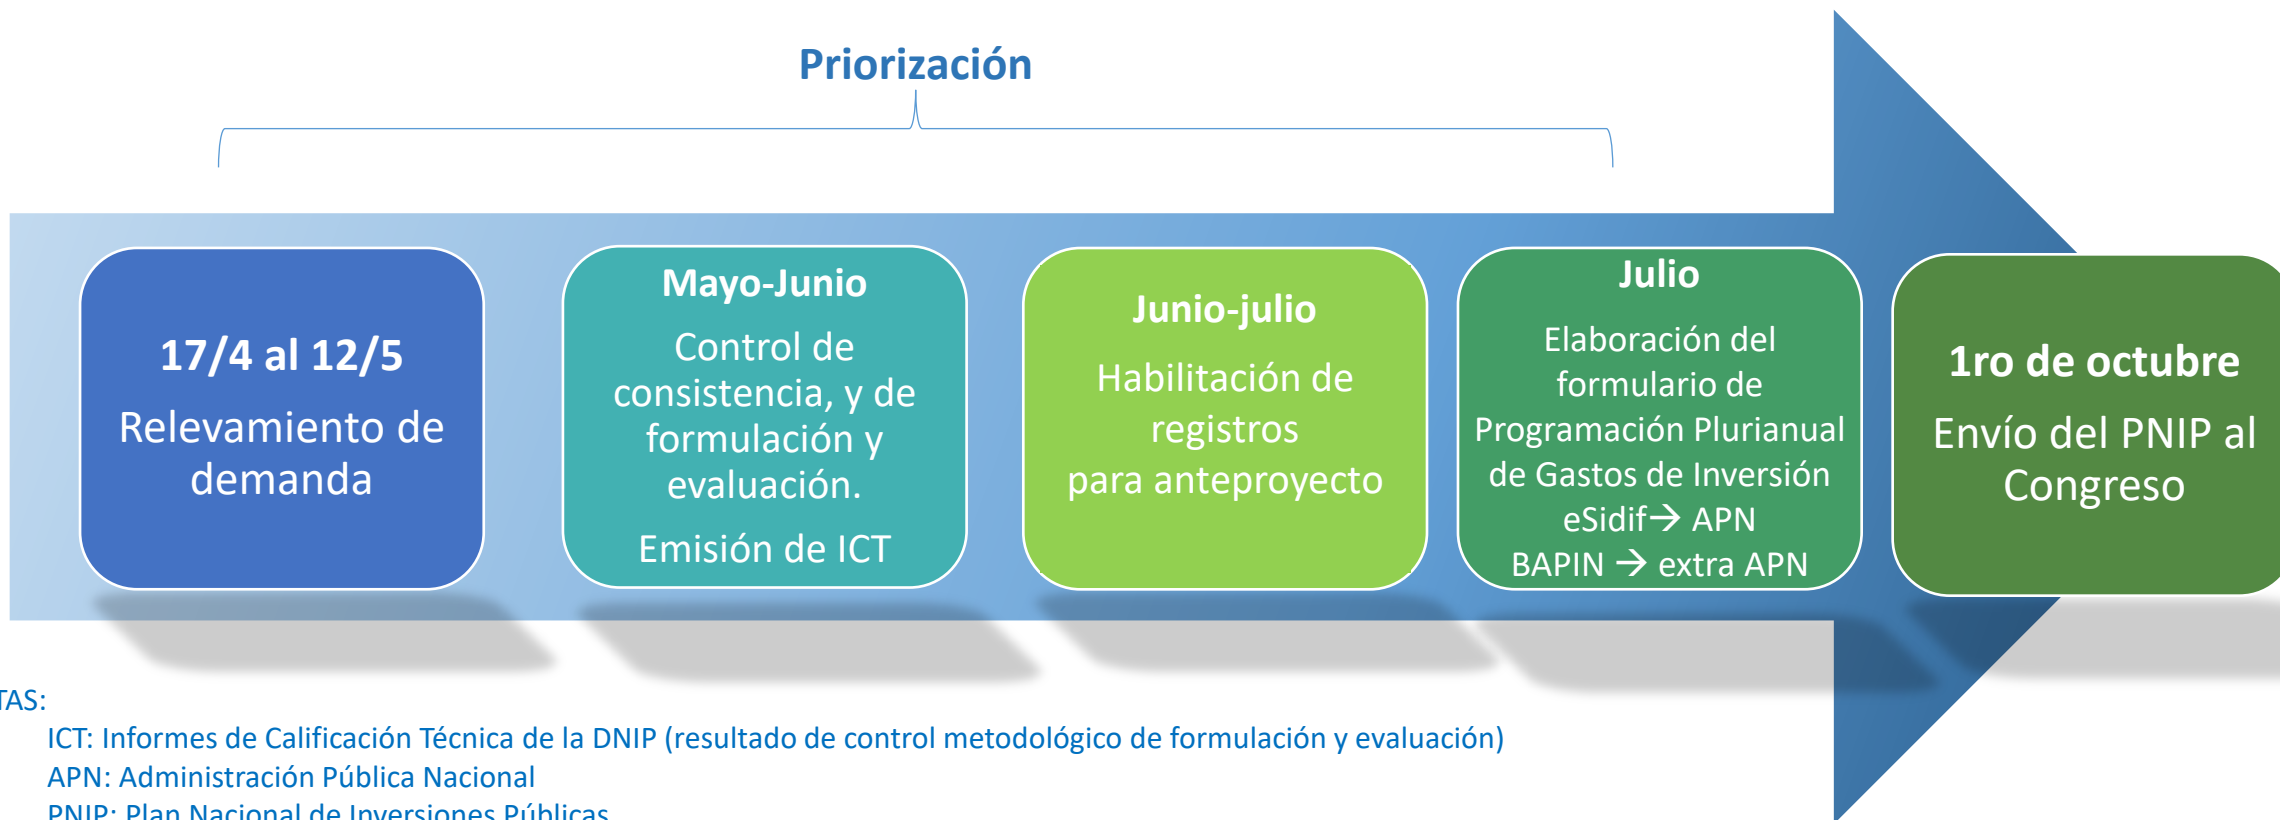 Priorización
17/4 al 12/5
Relevamiento de
demanda
Mayo-Junio
Control de
consistencia, y de
formulación y
evaluación.
Emisión de ICT
Junio-julio
Habilitación de
registros
para anteproyecto
Julio
Elaboración del
formulario de
Programación Plurianual
de Gastos de Inversión
eSidif→ APN
BAPIN → extra APN
1ro de octubre
Envío del PNIP al
Congreso
TAS:
ICT: Informes de Calificación Técnica de la DNIP (resultado de control metodológico de formulación y evaluación)
APN: Administración Pública Nacional
PNIP: Plan Nacional de Inversiones Públicas